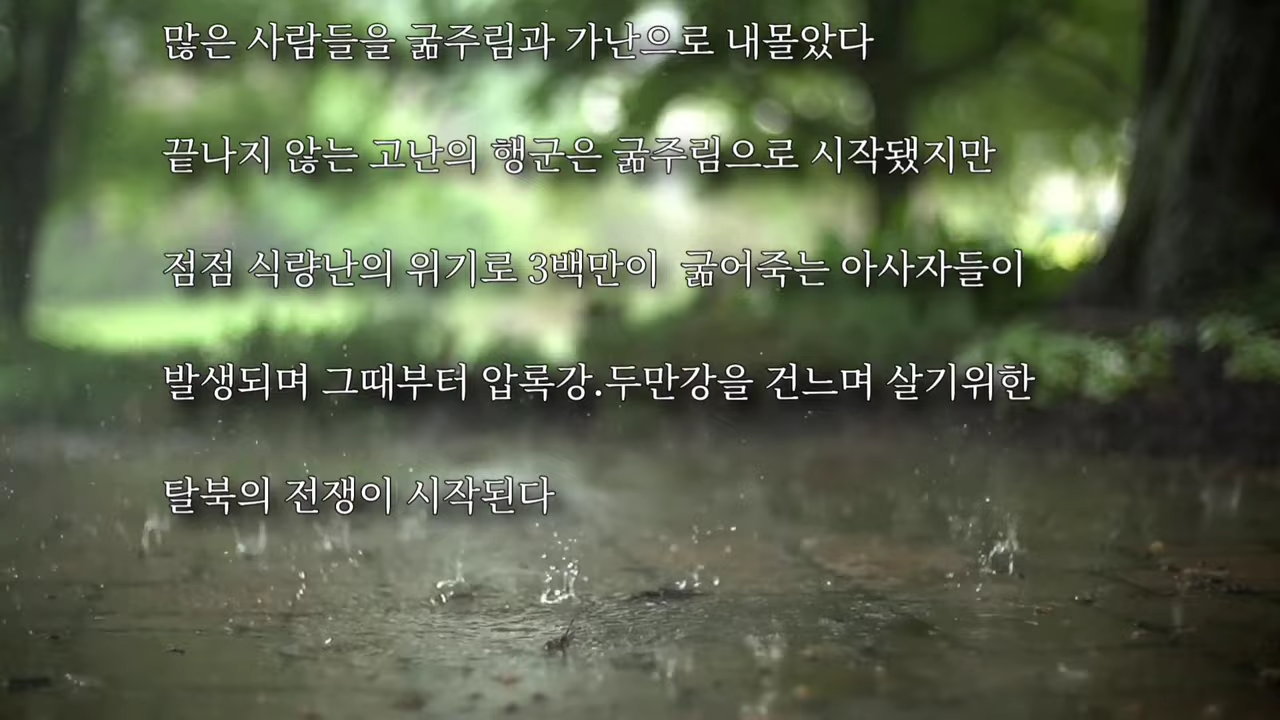 많은 사람들을 굶주림과 가난으로 내몰았다
끝나지 않는 고난의 행군은 굶주림으로 시작됐지만
점점 식량난의 위기로 3백만이 굶어죽는 아사자들이
발생되며 그때부터 압록강.두만강을 건느며 살기위한
탈북의 전쟁이 시작된다